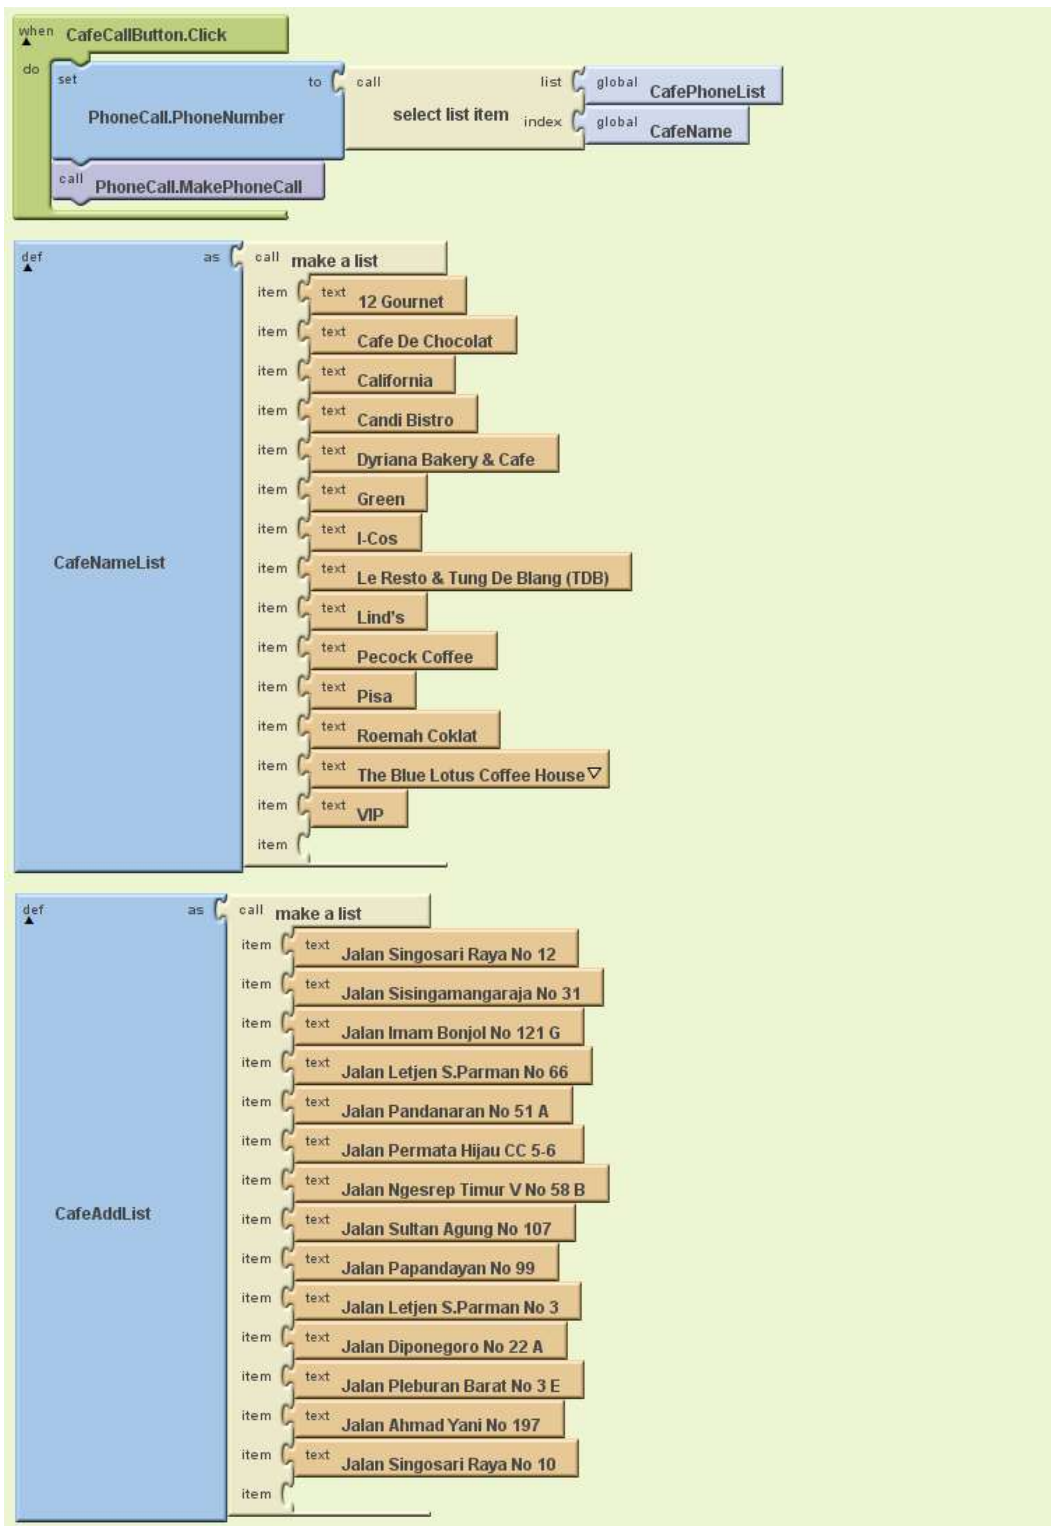 when CafeCallButton.Click
do set PhoneCall.PhoneNumber to call select list item list global CafePhoneList
index global CafeName
call PhoneCall.MakePhoneCall
def CafeNameList as call make a list
item text 12 Gournet
item text Cafe De Chocolat
item text California
item text Candi Bistro
item text Dyriana Bakery & Cafe
item text Green
item text I-Cos
item text Le Resto & Tung De Blang (TDB)
item text Lind's
item text Pecock Coffee
item text Pisa
item text Roemah Coklat
item text The Blue Lotus Coffee House
item text VIP
item
def CafeAddList as call make a list
item text Jalan Singosari Raya No 12
item text Jalan Sisingamangaraja No 31
item text Jalan Imam Bonjol No 121 G
item text Jalan Letjen S.Parman No 66
item text Jalan Pandanaran No 51 A
item text Jalan Permata Hijau CC 5-6
item text Jalan Ngesrep Timur V No 58 B
item text Jalan Sultan Agung No 107
item text Jalan Papandayan No 99
item text Jalan Letjen S.Parman No 3
item text Jalan Diponegoro No 22 A
item text Jalan Pleburan Barat No 3 E
item text Jalan Ahmad Yani No 197
item text Jalan Singosari Raya No 10
item